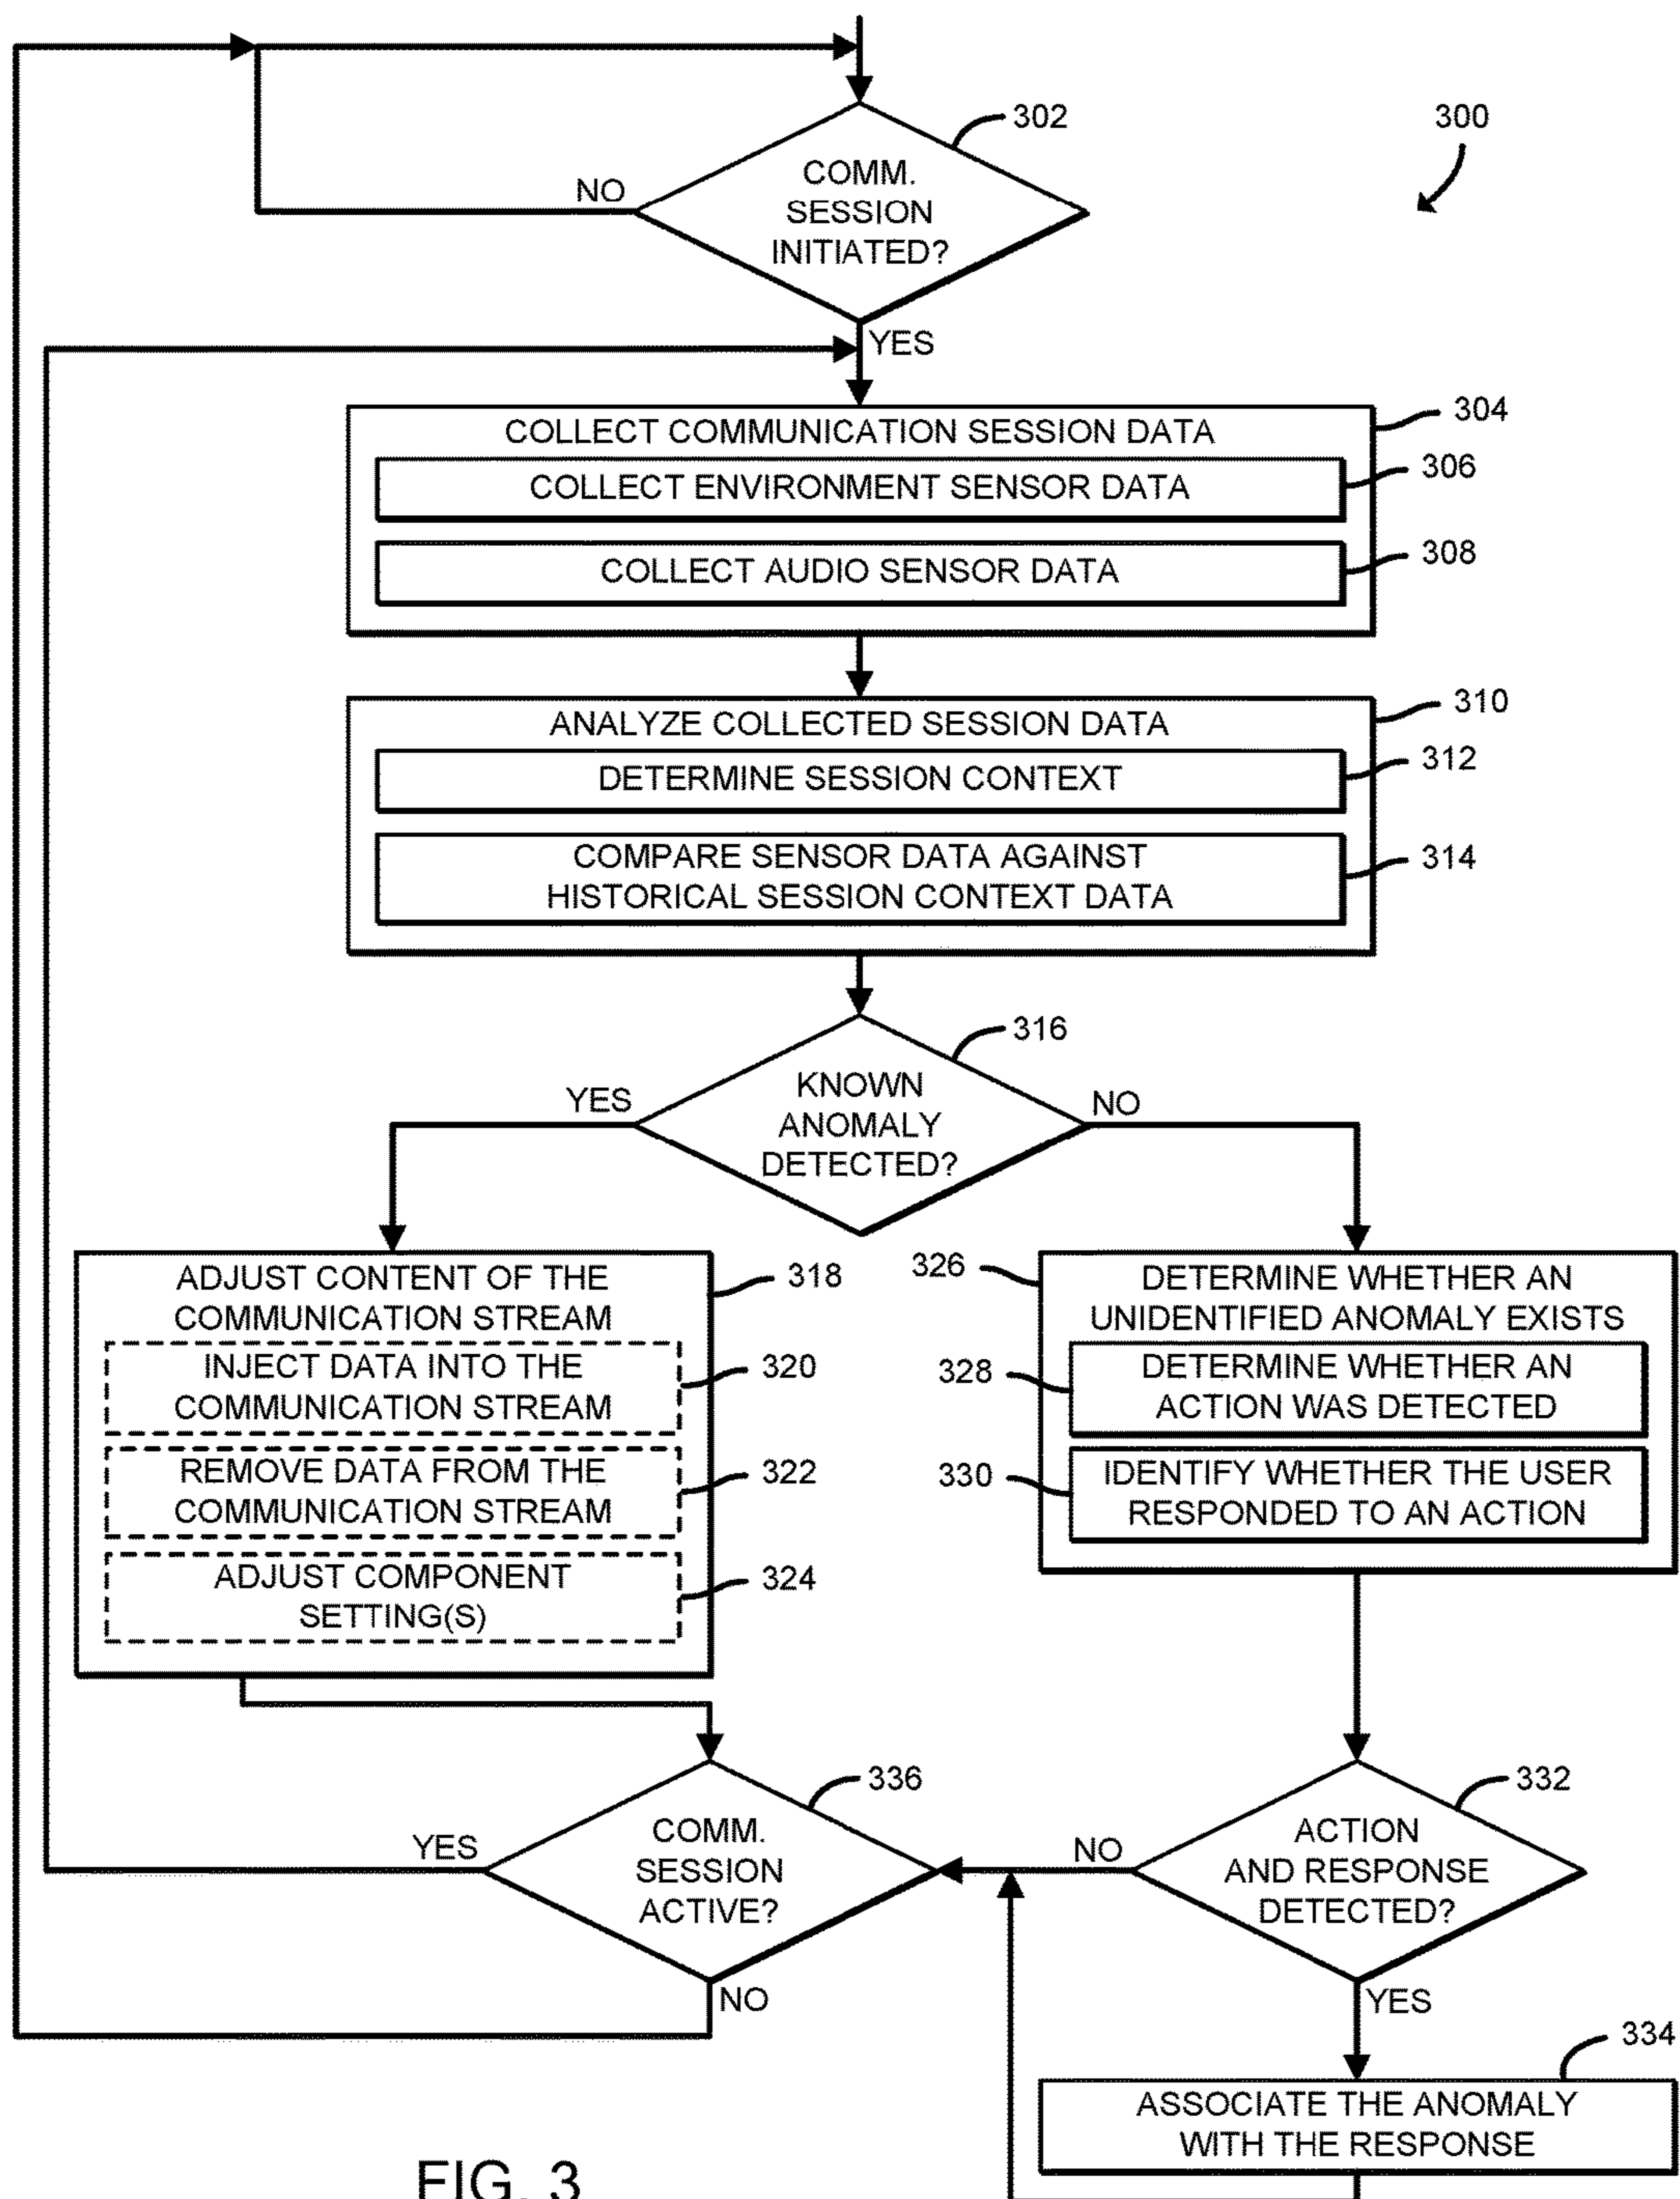 302
300
COMM.
SESSION
INITIATED?
NO
YES
304
COLLECT COMMUNICATION SESSION DATA
306
COLLECT ENVIRONMENT SENSOR DATA
308
COLLECT AUDIO SENSOR DATA
310
ANALYZE COLLECTED SESSION DATA
312
DETERMINE SESSION CONTEXT
314
COMPARE SENSOR DATA AGAINST
HISTORICAL SESSION CONTEXT DATA
316
KNOWN
ANOMALY
DETECTED?
YES
NO
318
ADJUST CONTENT OF THE
COMMUNICATION STREAM
320
INJECT DATA INTO THE
COMMUNICATION STREAM
322
REMOVE DATA FROM THE
COMMUNICATION STREAM
324
ADJUST COMPONENT
SETTING(S)
326
DETERMINE WHETHER AN
UNIDENTIFIED ANOMALY EXISTS
328
DETERMINE WHETHER AN
ACTION WAS DETECTED
330
IDENTIFY WHETHER THE USER
RESPONDED TO AN ACTION
336
COMM.
SESSION
ACTIVE?
YES
NO
332
ACTION
AND RESPONSE
DETECTED?
NO
YES
334
ASSOCIATE THE ANOMALY
WITH THE RESPONSE
FIG. 3